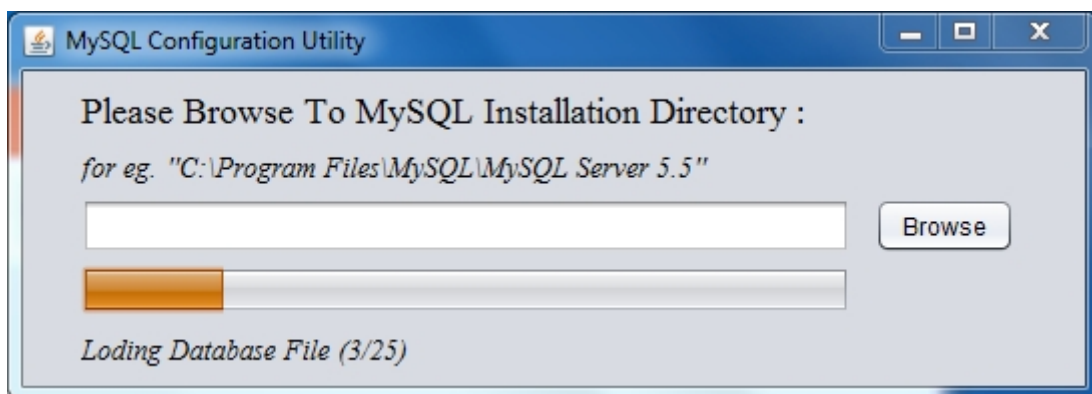 MySQL Configuration Utility
Please Browse To MySQL Installation Directory :
for eg. "C:\Program Files\MySQL\MySQL Server 5.5"
Browse
Loding Database File (3/25)